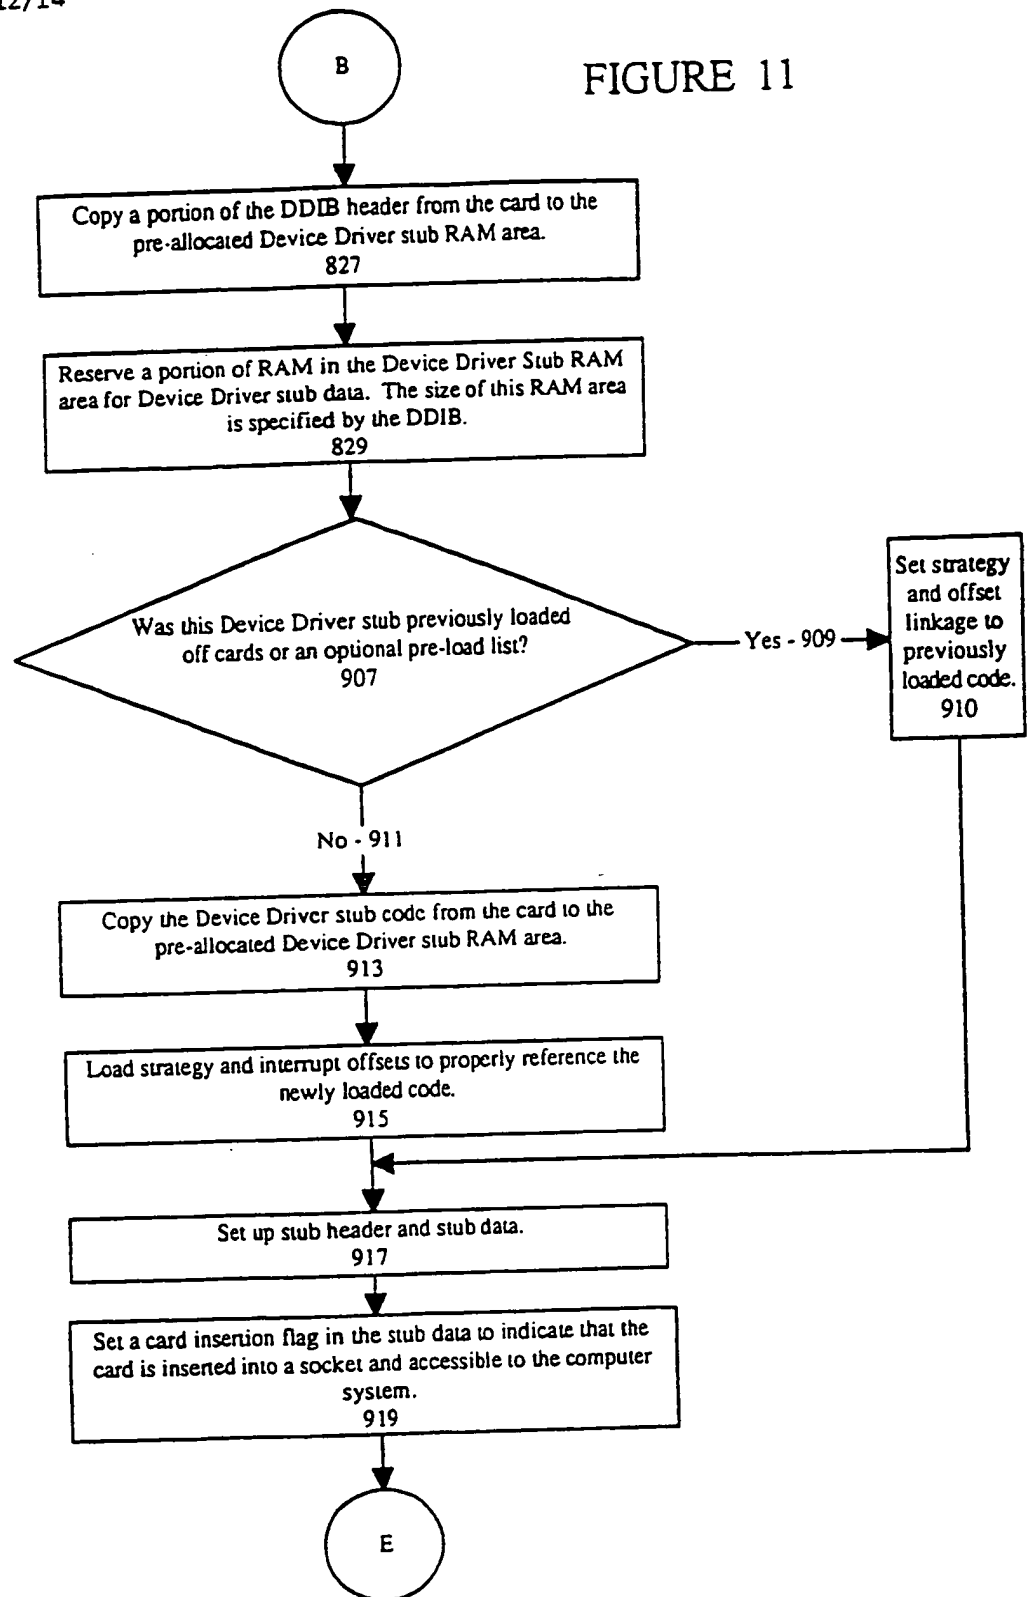 12/14
B
FIGURE 11
Copy a portion of the DDIB header from the card to the
pre-allocated Device Driver stub RAM area.
827
Reserve a portion of RAM in the Device Driver Stub RAM
area for Device Driver stub data. The size of this RAM area
is specified by the DDIB.
829
Was this Device Driver stub previously loaded
off cards or an optional pre-load list?
907
Yes - 909
Set strategy
and offset
linkage to
previously
loaded code.
910
No - 911
Copy the Device Driver stub code from the card to the
pre-allocated Device Driver stub RAM area.
913
Load strategy and interrupt offsets to properly reference the
newly loaded code.
915
Set up stub header and stub data.
917
Set a card insertion flag in the stub data to indicate that the
card is inserted into a socket and accessible to the computer
system.
919
E